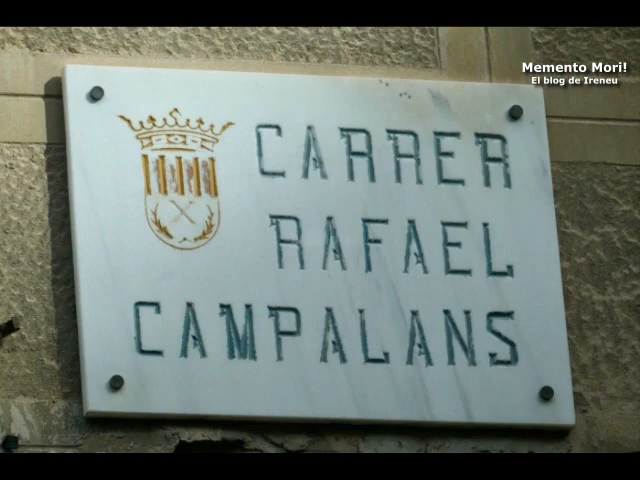 Memento Mori!
El blog de Ireneu
CARRER
RAFAEL
CAMPALANS